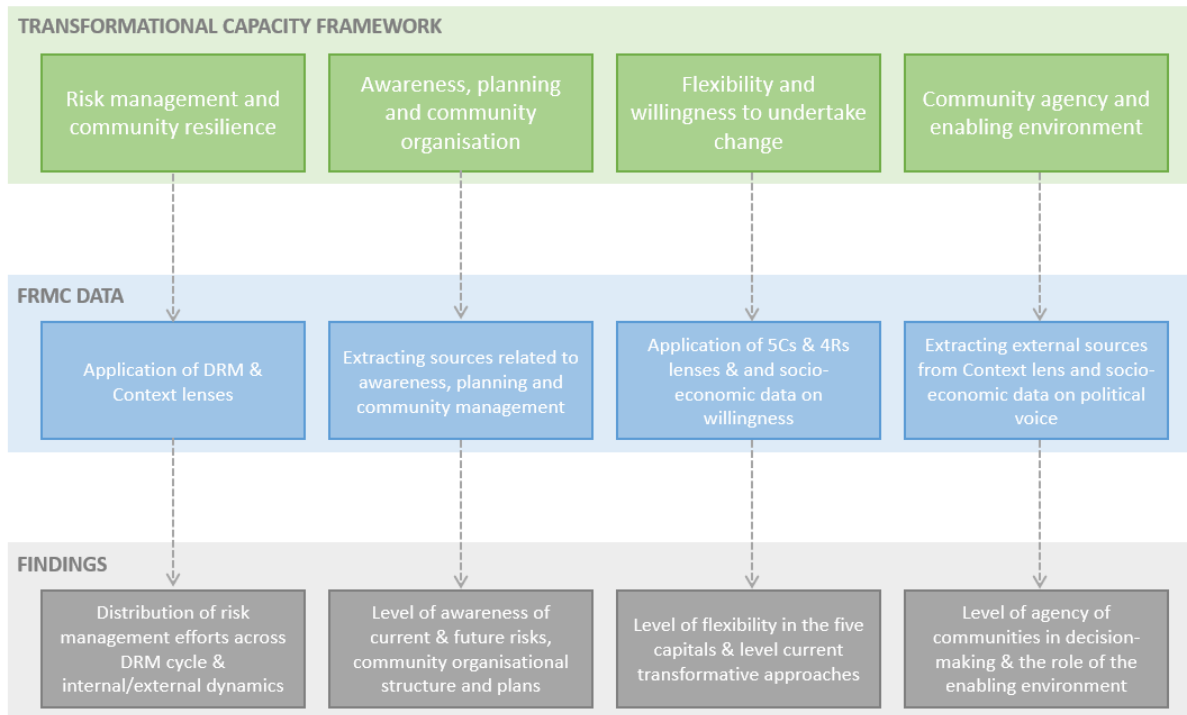 TRANSFORMATIONAL CAPACITY FRAMEWORK
Risk management and
community resilience
Awareness, planning
and community
organisation
Flexibility and
willingness to undertake
change
Community agency and
enabling environment
FRMC DATA
Application of DRM &
Context lenses
Extracting sources related to
awareness, planning and
community management
Application of 5Cs & 4Rs
lenses & and socio-
economic data on
willingness
Extracting external sources
from Context lens and socio-
economic data on political
voice
FINDINGS
Distribution of risk
management efforts across
DRM cycle &
internal/external dynamics
Level of awareness of
current & future risks,
community organisational
structure and plans
Level of flexibility in the five
capitals & level current
transformative approaches
Level of agency of
communities in decision-
making & the role of the
enabling environment